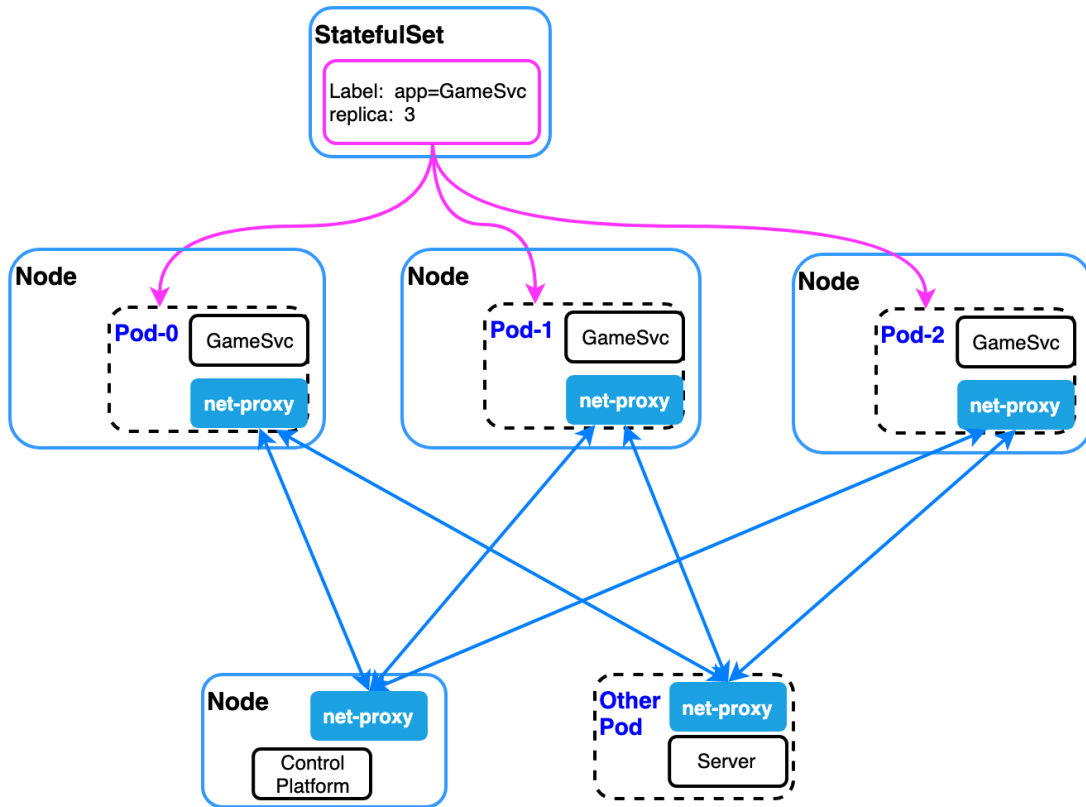 StatefulSet
Label: app=GameSvc
replica: 3
Node
Pod-0
GameSvc
net-proxy
Node
Pod-1
GameSvc
net-proxy
Node
Pod-2
GameSvc
net-proxy
Node
net-proxy
Control
Platform
Other
Pod
net-proxy
Server